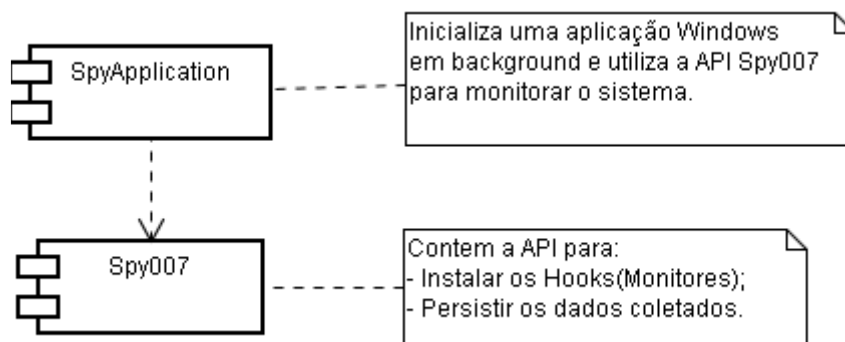 SpyApplication
Inicializa uma aplicação Windows
em background e utiliza a API Spy007
para monitorar o sistema.
Spy007
Contem a API para:
- Instalar os Hooks(Monitores);
- Persistir os dados coletados.